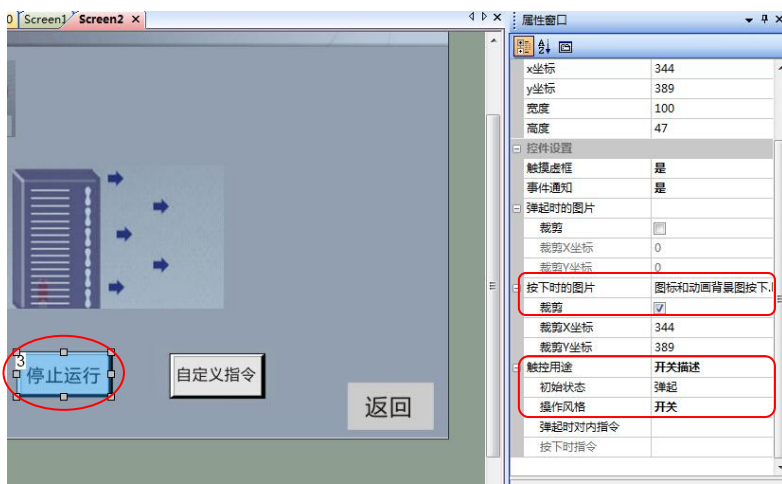 0 Screen1 Screen2
停止运行
3
自定义指令
返回
属性窗口
x坐标 344
y坐标 389
宽度 100
高度 47
控件设置
触摸虚框 是
事件通知 是
弹起时的图片
裁剪
裁剪X坐标 0
裁剪Y坐标 0
按下时的图片 图标和动画背景图按下.
裁剪
裁剪X坐标 344
裁剪Y坐标 389
触控用途 开关描述
初始状态 弹起
操作风格 开关
弹起时对内指令
按下时指令